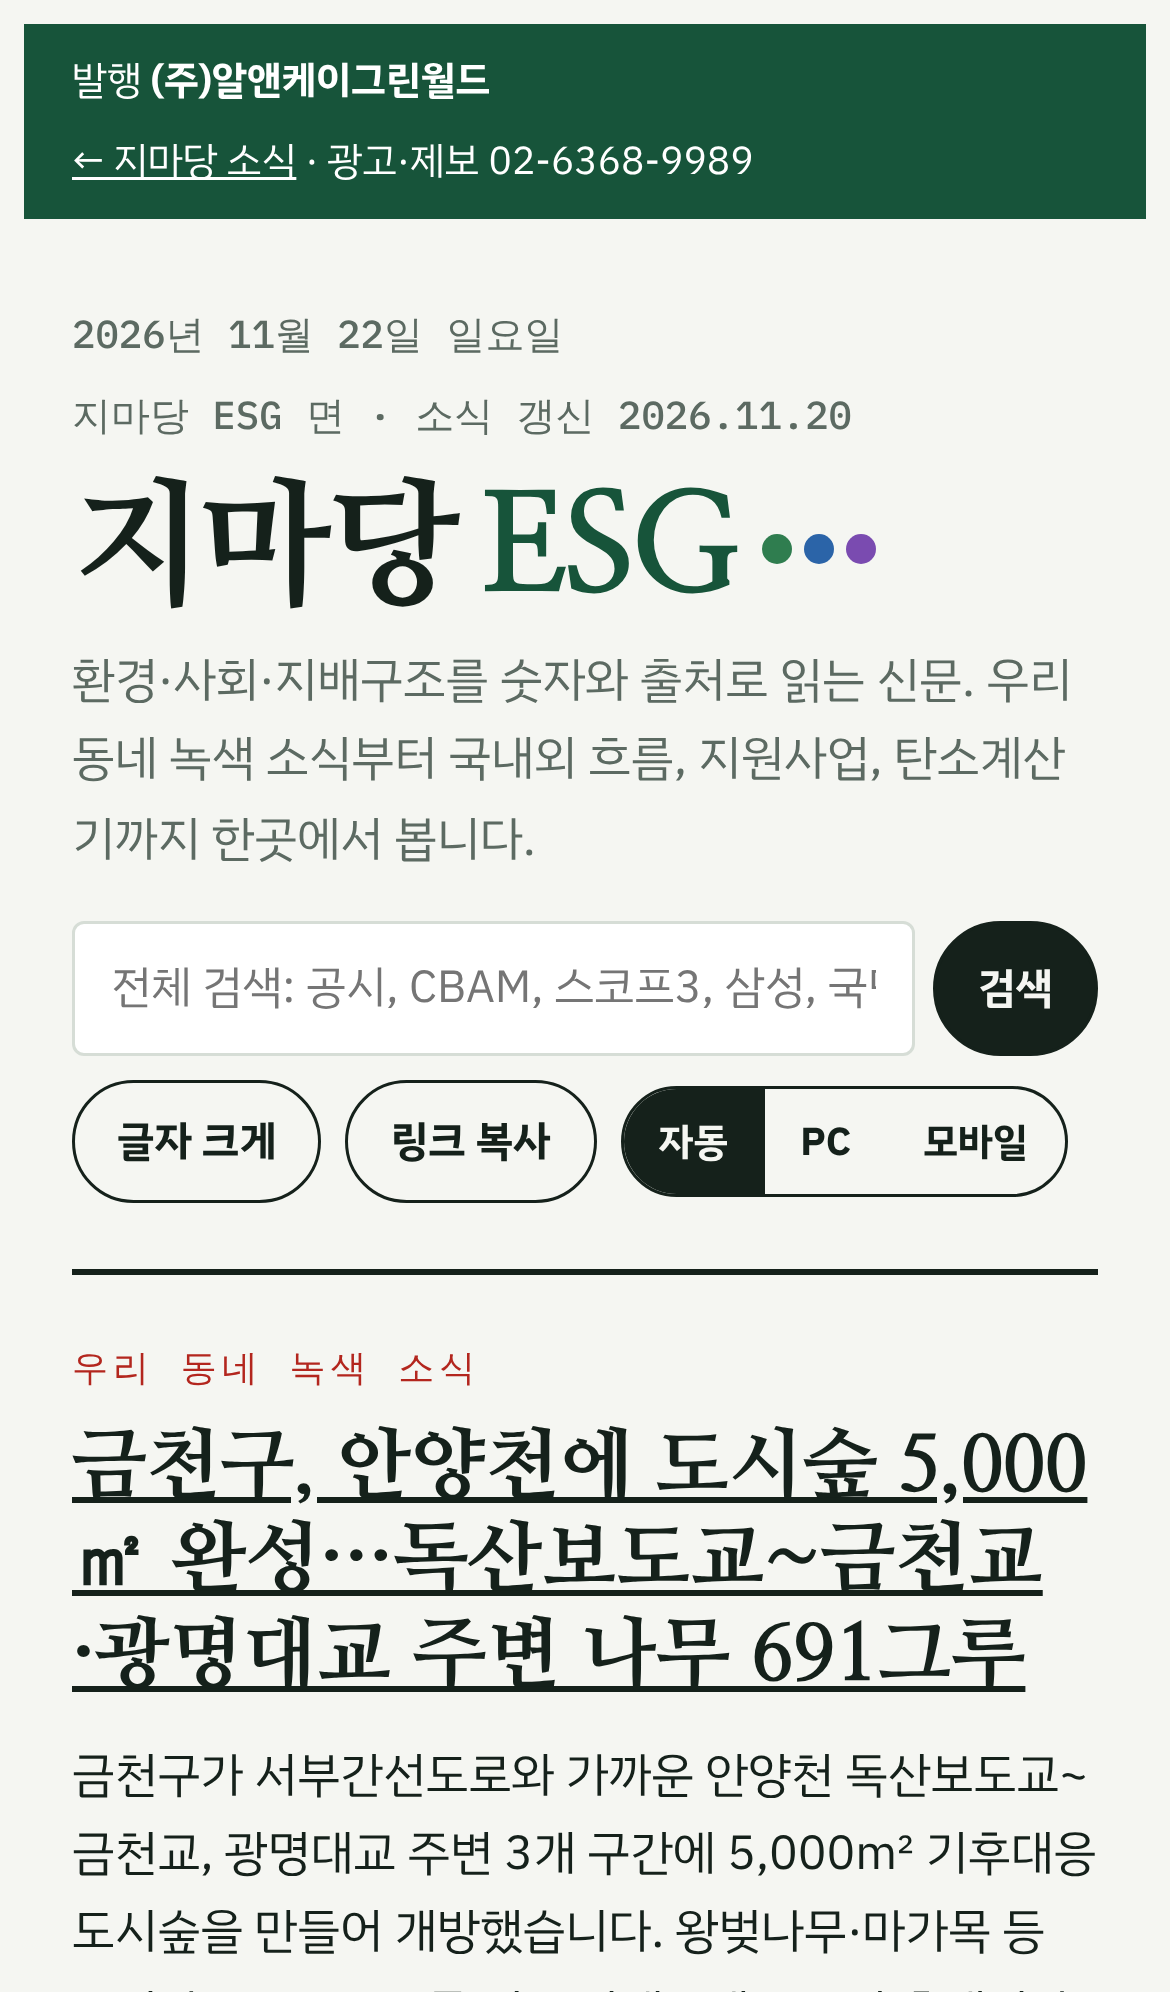 발행 (주)알앤케이그린월드
← 지마당 소식 · 광고·제보 02-6368-9989
2026년 11월 22일 일요일
지마당 ESG 면 · 소식 갱신 2026.11.20
지마당 ESG
환경·사회·지배구조를 숫자와 출처로 읽는 신문. 우리
동네 녹색 소식부터 국내외 흐름, 지원사업, 탄소계산
기까지 한곳에서 봅니다.
전체 검색: 공시, CBAM, 스코프3, 삼성, 
검색
글자 크게
링크 복사
자동
PC
모바일
우리 동네 녹색 소식
금천구, 안양천에 도시숲 5,000
㎡ 완성…독산보도교~금천교
·광명대교 주변 나무 691그루
금천구가 서부간선도로와 가까운 안양천 독산보도교~
금천교, 광명대교 주변 3개 구간에 5,000m² 기후대응
도시숲을 만들어 개방했습니다. 왕벚나무·마가목 등